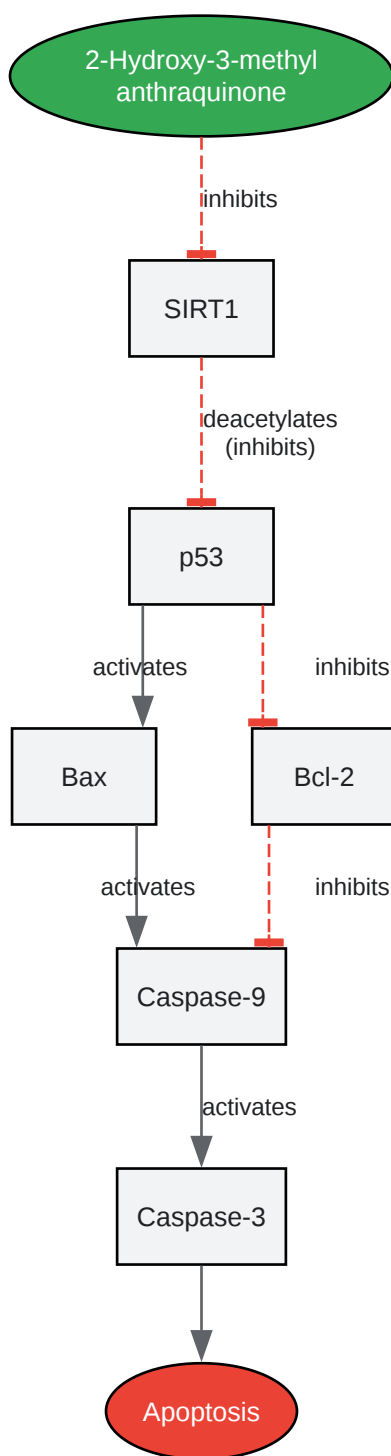 2-Hydroxy-3-methyl
anthraquinone
inhibits
SIRT1
deacetylates
(inhibits)
p53
activates
inhibits
Bax
Bcl-2
activates
inhibits
Caspase-9
activates
Caspase-3
Apoptosis